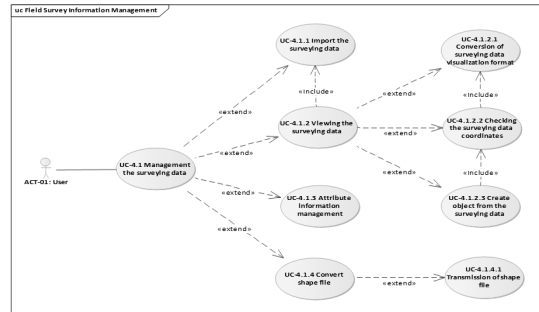 uc Field Survey Information Management
UC-4.1.1 Import the
surveying data
UC-4.1.2.1
Conversion of
surveying data
visualization format
«include»
«include»
«extend»
«extend»
UC-4.1.2 Viewing the
surveying data
«extend»
UC-4.1.2.2 Checking
the surveying data
coordinates
«extend»
UC-4.1 Management
the surveying data
ACT-01: User
«extend»
«include»
«extend»
UC-4.1.3 Attribute
information
management
UC-4.1.2.3 Create
object from the
surveying data
«extend»
UC-4.1.4 Convert
shape file
«extend»
UC-4.1.4.1
Transmission of shape
file